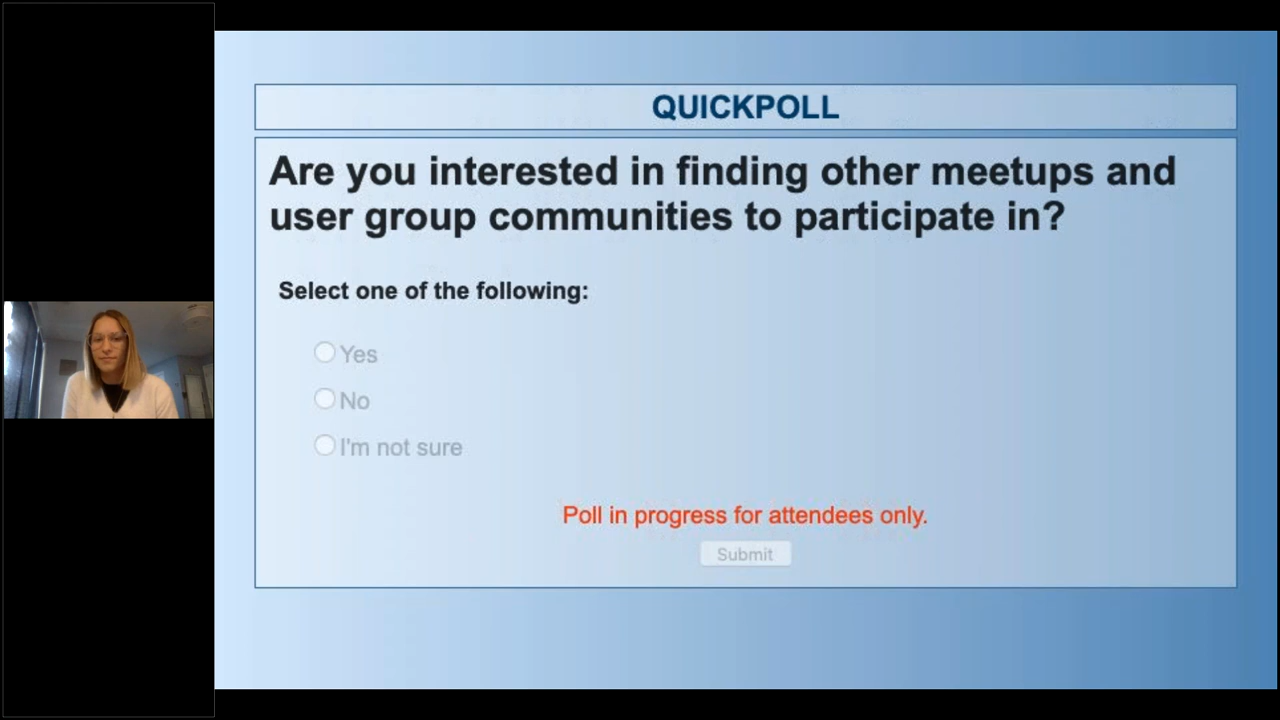 QUICKPOLL
Are you interested in finding other meetups and
user group communities to participate in?
Select one of the following:
Yes
No
I'm not sure
Poll in progress for attendees only.
Submit